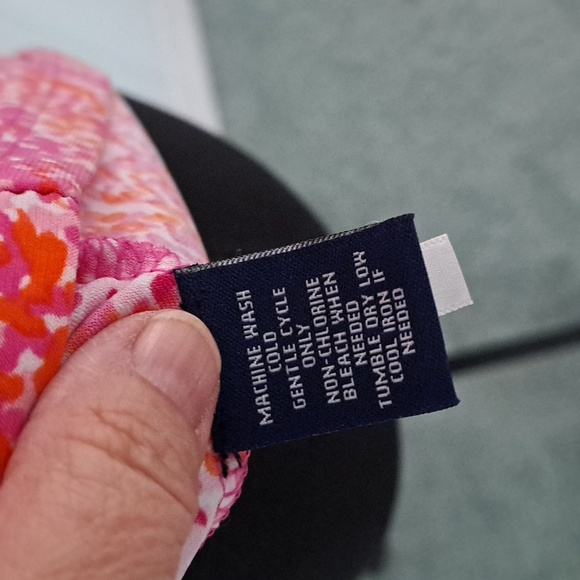 MACHINE WASH
COLD
GENTLE CYCLE
ONLY
NON-CHLORINE
BLEACH WHEN
NEEDED
TUMBLE DRY LOW
COOL IRON IF
NEEDED